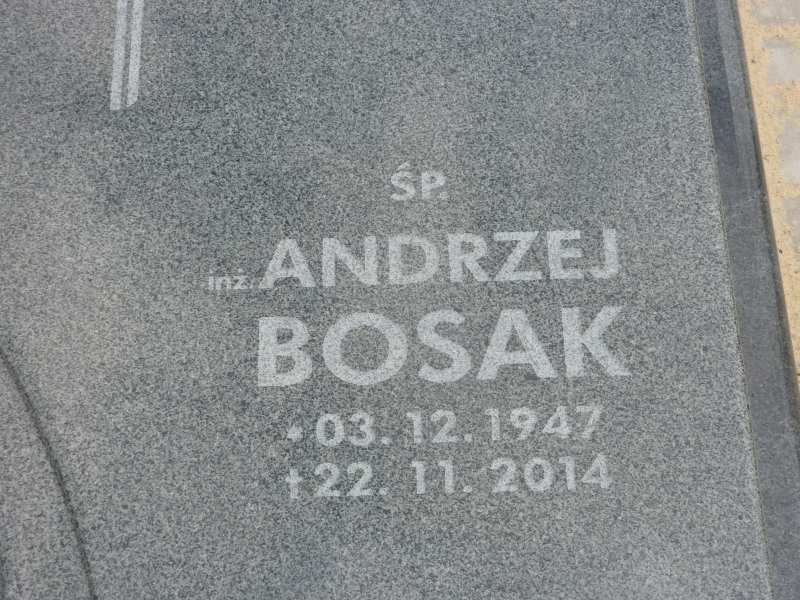 ŚP.
inż. ANDRZEJ
BOSAK
* 03. 12. 1947
† 22. 11. 2014